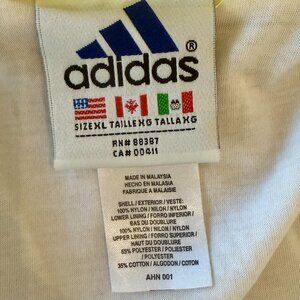 adidas®
SIZE XL TAILLE XG TALLA XG
RN# 88387
CA# 00411
MADE IN MALAYSIA
HECHO EN MALASIA
FABRIQUE A MALAISIE
SHELL / EXTERIOR / VESTE:
100% NYLON / NILON / NYLON
LOWER LINING / FORRO INFERIOR /
BAS DU DOUBLURE
100% NYLON / NILON / NYLON
UPPER LINING / FORRO SUPERIOR /
HAUT DU DOUBLURE
65% POLYESTER / POLIESTER
/ POLYESTER
35% COTTON / ALGODON / COTON
AHN 001